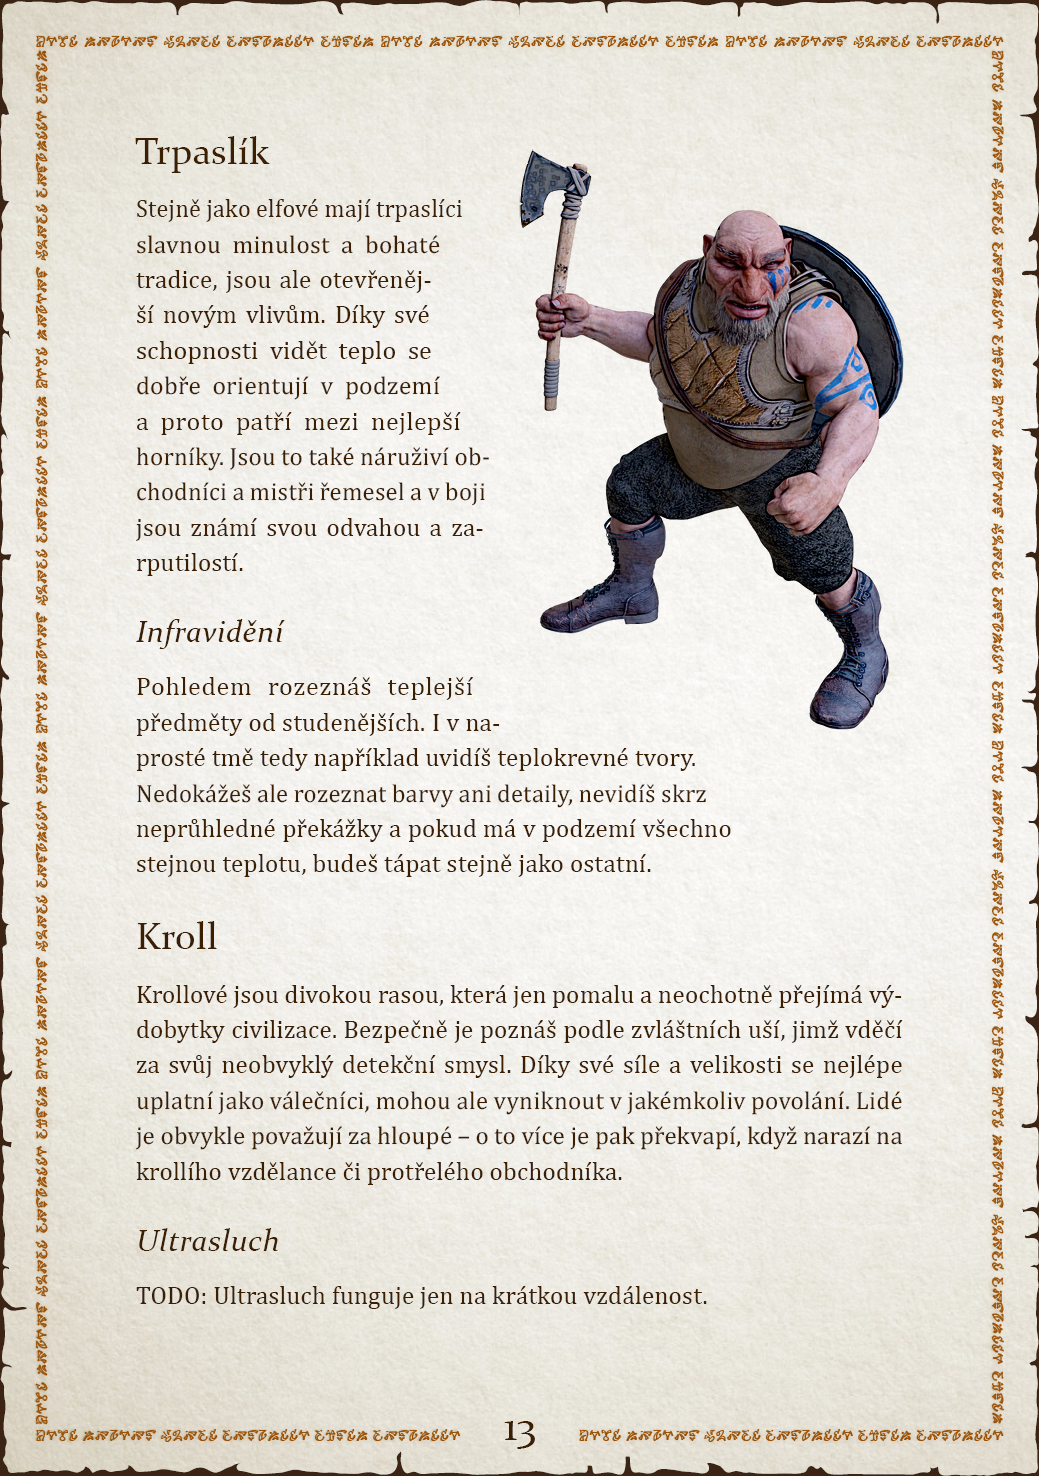 Trpaslík
Stejně jako elfové mají trpaslíci
slavnou minulost a bohaté
tradice, jsou ale otevřeněj-
ší novým vlivům. Díky své
schopnosti vidět teplo se
dobře orientují v podzemí
a proto patří mezi nejlepší
horníky. Jsou to také náruživí ob-
chodníci a mistři řemesel a v boji
jsou známí svou odvahou a za-
rputilostí.
Infravidění
Pohledem rozeznáš teplejší
předměty od studenějších. I v na-
prosté tmě tedy například uvidíš teplokrevné tvory.
Nedokážeš ale rozeznat barvy ani detaily, nevidíš skrz
neprůhledné překážky a pokud má v podzemí všechno
stejnou teplotu, budeš tápat stejně jako ostatní.
Kroll
Krollové jsou divokou rasou, která jen pomalu a neochotně přejímá vý-
dobytky civilizace. Bezpečně je poznáš podle zvláštních uší, jimž vděčí
za svůj neobvyklý detekční smysl. Díky své síle a velikosti se nejlépe
uplatní jako válečníci, mohou ale vyniknout v jakémkoliv povolání. Lidé
je obvykle považují za hloupé – o to více je pak překvapí, když narazí na
krollího vzdělance či protřelého obchodníka.
Ultrasluch
TODO: Ultrasluch funguje jen na krátkou vzdálenost.
13